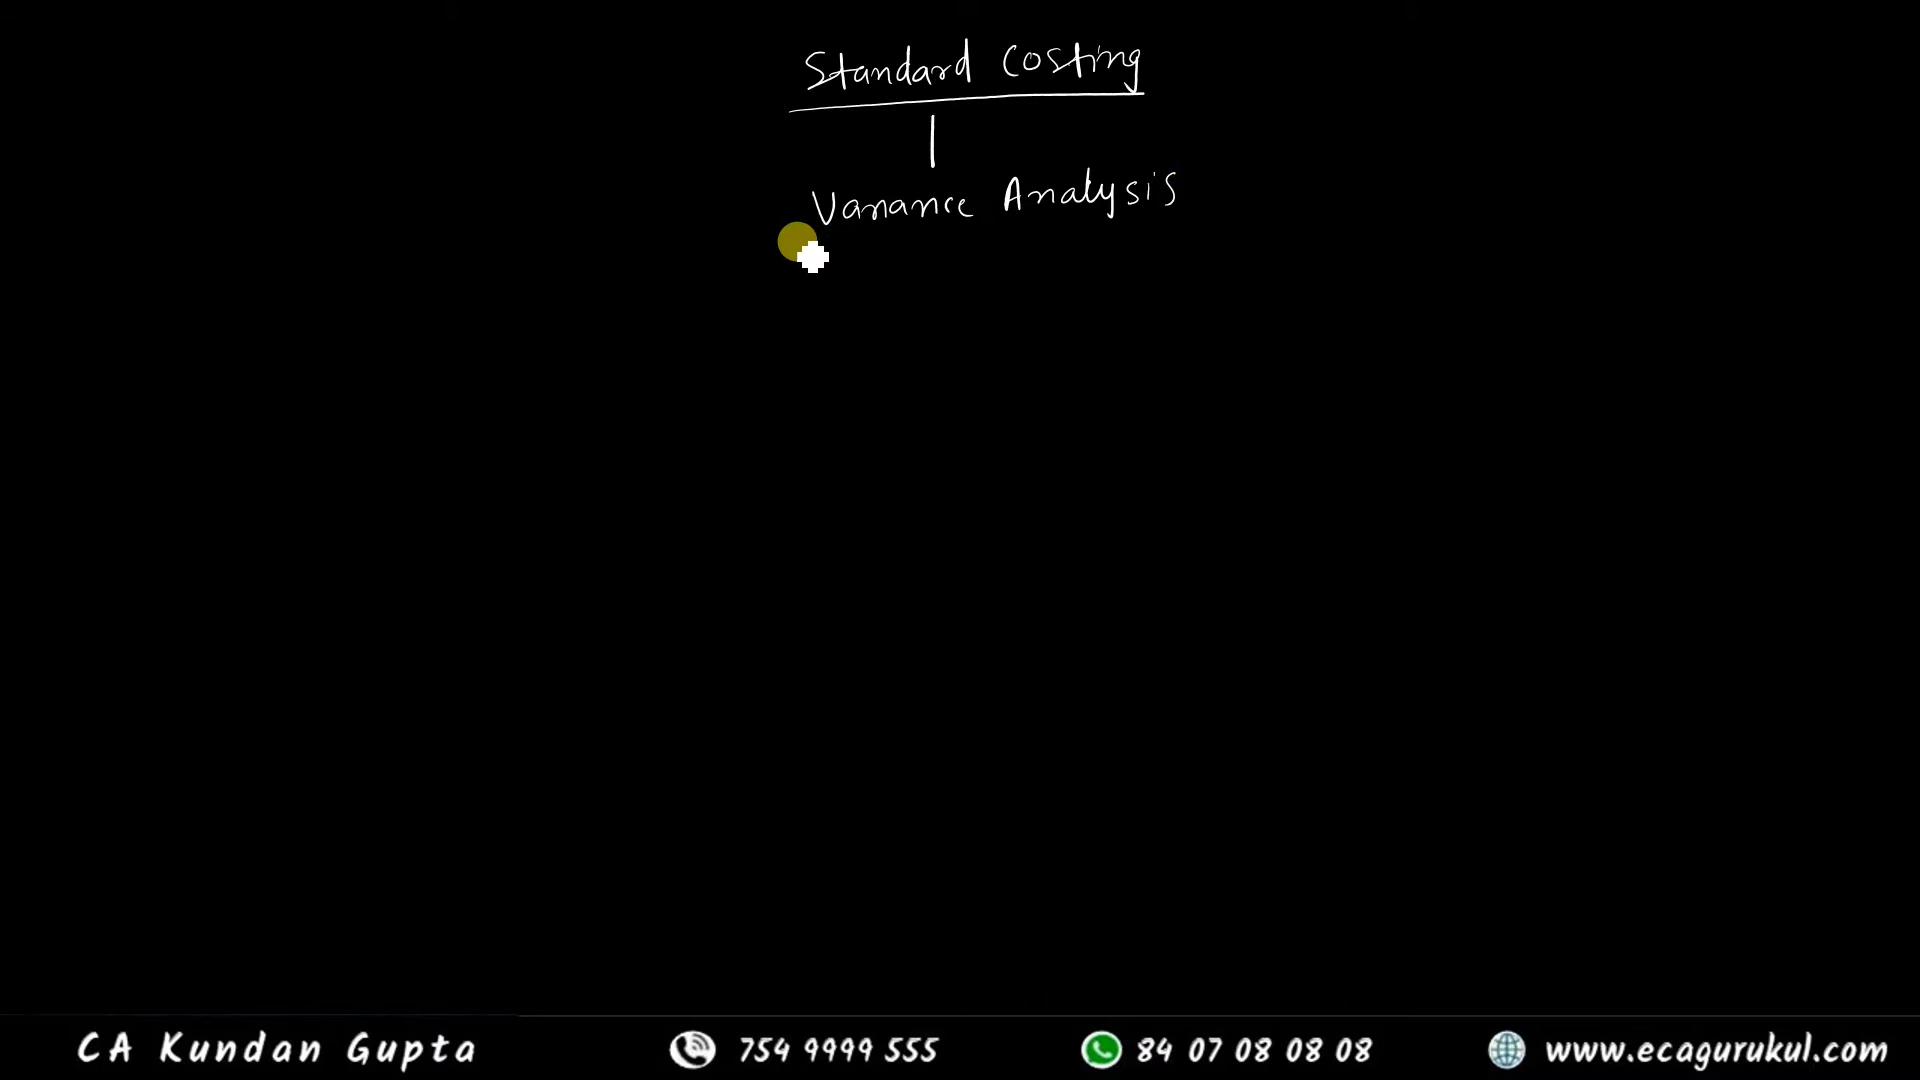 Standard Costing
Variance Analysis
CA Kundan Gupta
754 9999 555
84 07 08 08 08
www.ecagurukul.com